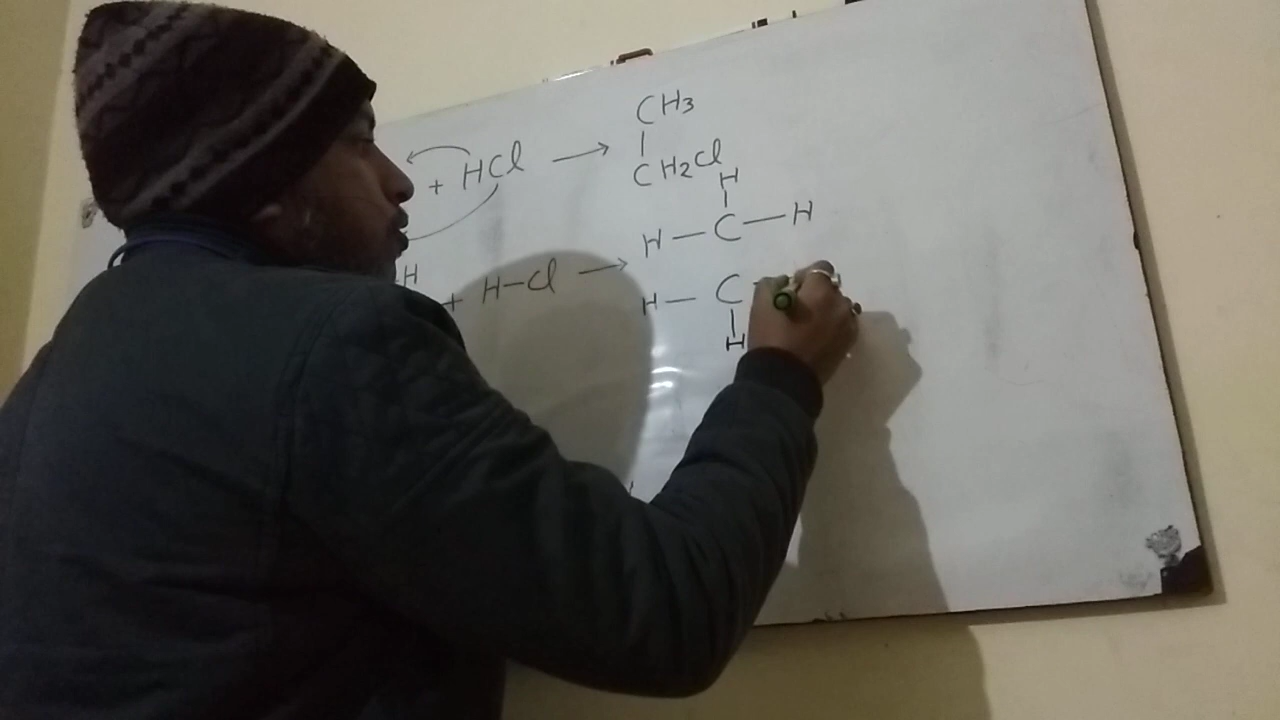 CH3
|
+ HCl → CH2Cl
H
|
H — C — H
H + H-Cl → H — C —
|
H